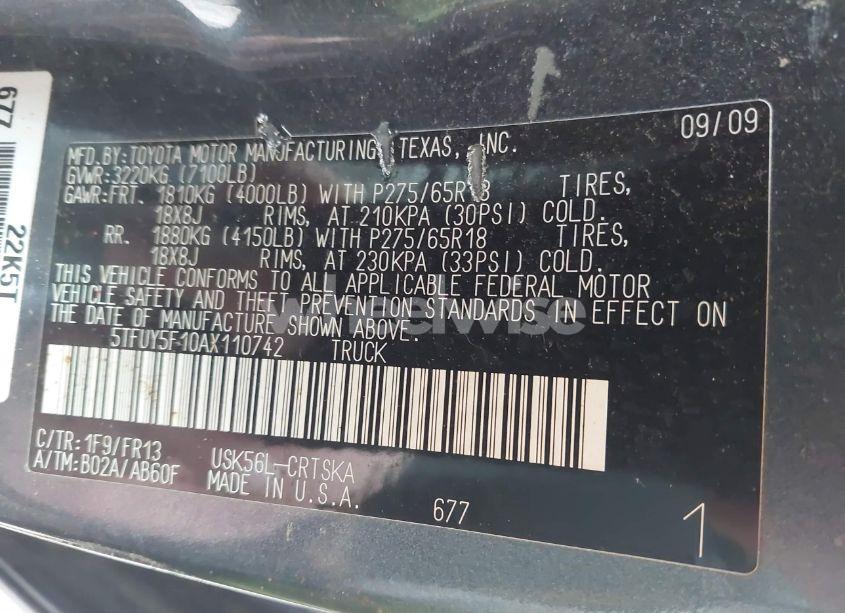 677
22K5T
09/09
MFD.BY:TOYOTA MOTOR MANUFACTURING, TEXAS, INC.
GVWR:3220KG (7100LB)
GAWR:FRT. 1810KG (4000LB) WITH P275/65R18 TIRES,
18X8J RIMS, AT 210KPA (30PSI) COLD.
RR. 1880KG (4150LB) WITH P275/65R18 TIRES,
18X8J RIMS, AT 230KPA (33PSI) COLD.
THIS VEHICLE CONFORMS TO ALL APPLICABLE FEDERAL MOTOR
VEHICLE SAFETY AND THEFT PREVENTION STANDARDS IN EFFECT ON
THE DATE OF MANUFACTURE SHOWN ABOVE.
wheelwise
5TFUY5F10AX110742 TRUCK
C/TR: 1F9/FR13
A/TM:B02A/AB60F
USK56L-CRTSKA
MADE IN U.S.A.
677
1